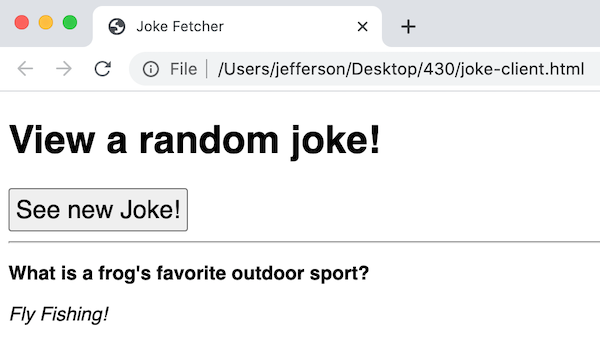 Joke Fetcher
File | /Users/jefferson/Desktop/430/joke-client.html
View a random joke!
See new Joke!
What is a frog's favorite outdoor sport?
Fly Fishing!